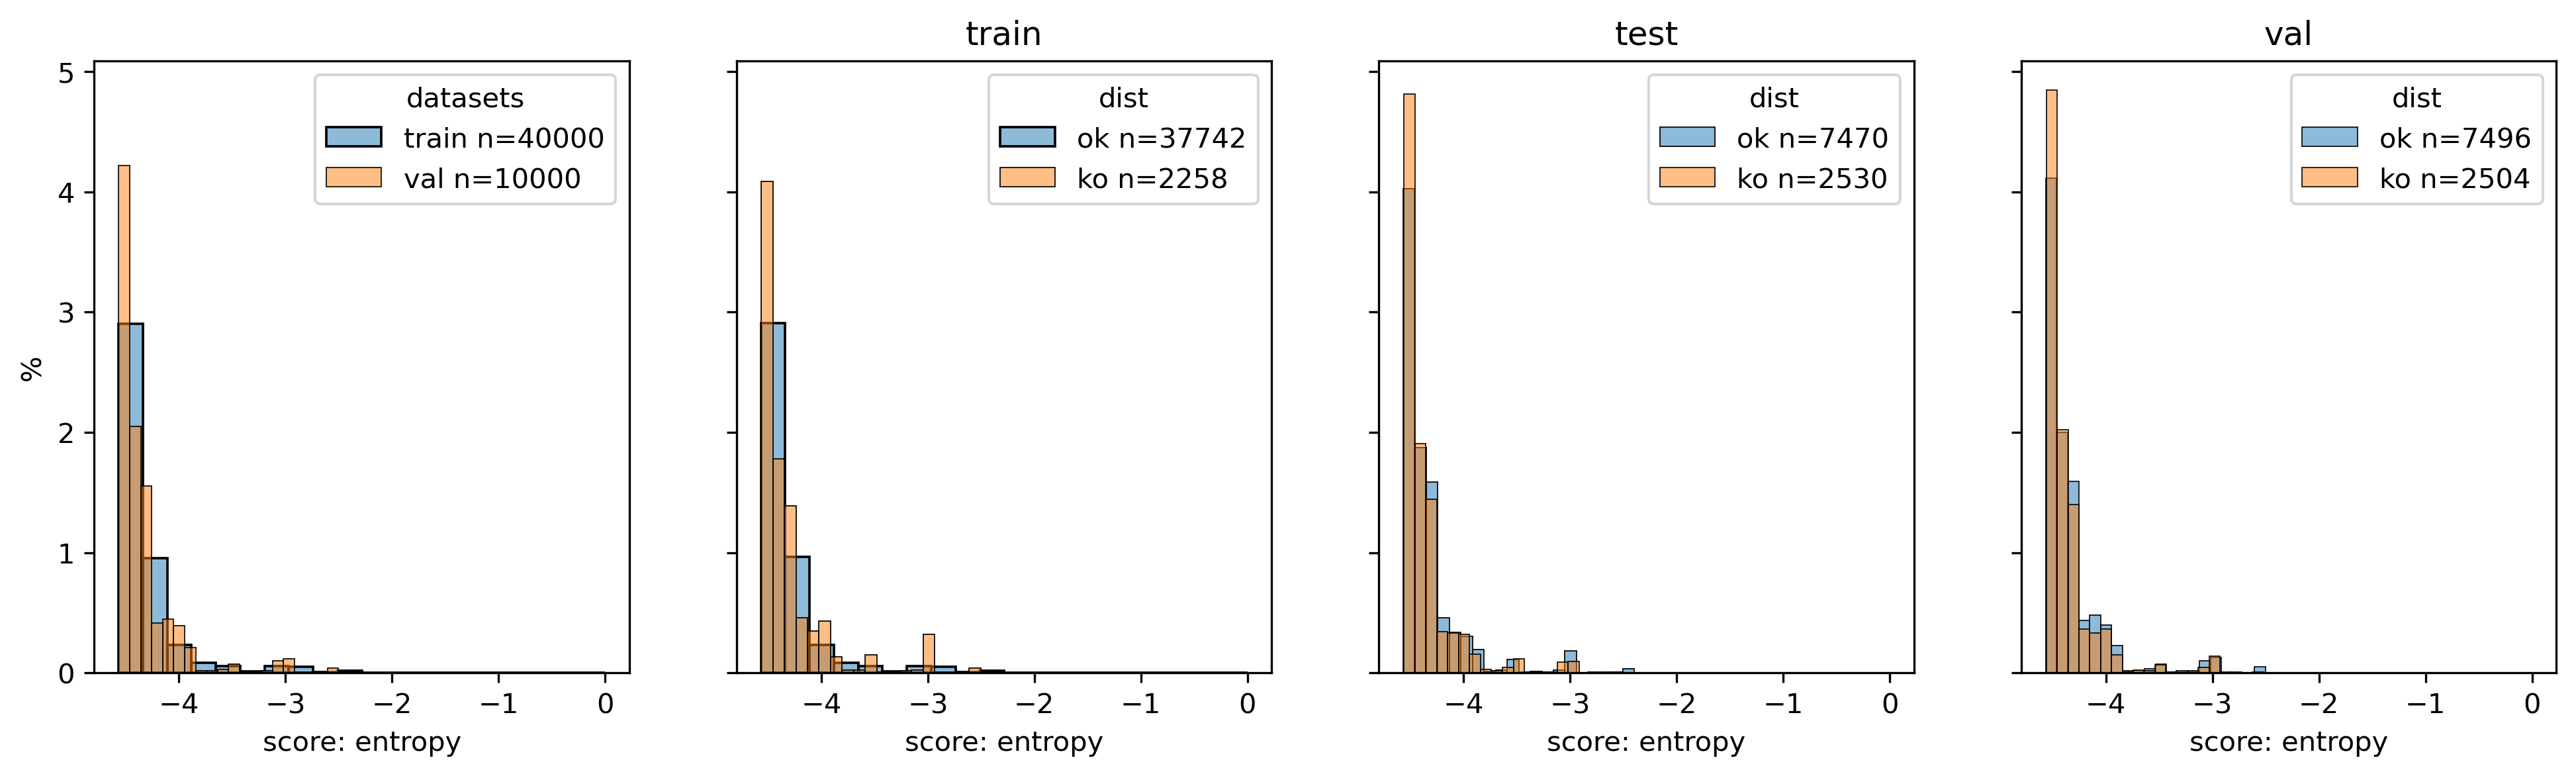 train
test
val
5
4
3
2
1
0
%
datasets
train n=40000
val n=10000
−4 −3 −2 −1 0
score: entropy
dist
ok n=37742
ko n=2258
−4 −3 −2 −1 0
score: entropy
dist
ok n=7470
ko n=2530
−4 −3 −2 −1 0
score: entropy
dist
ok n=7496
ko n=2504
−4 −3 −2 −1 0
score: entropy